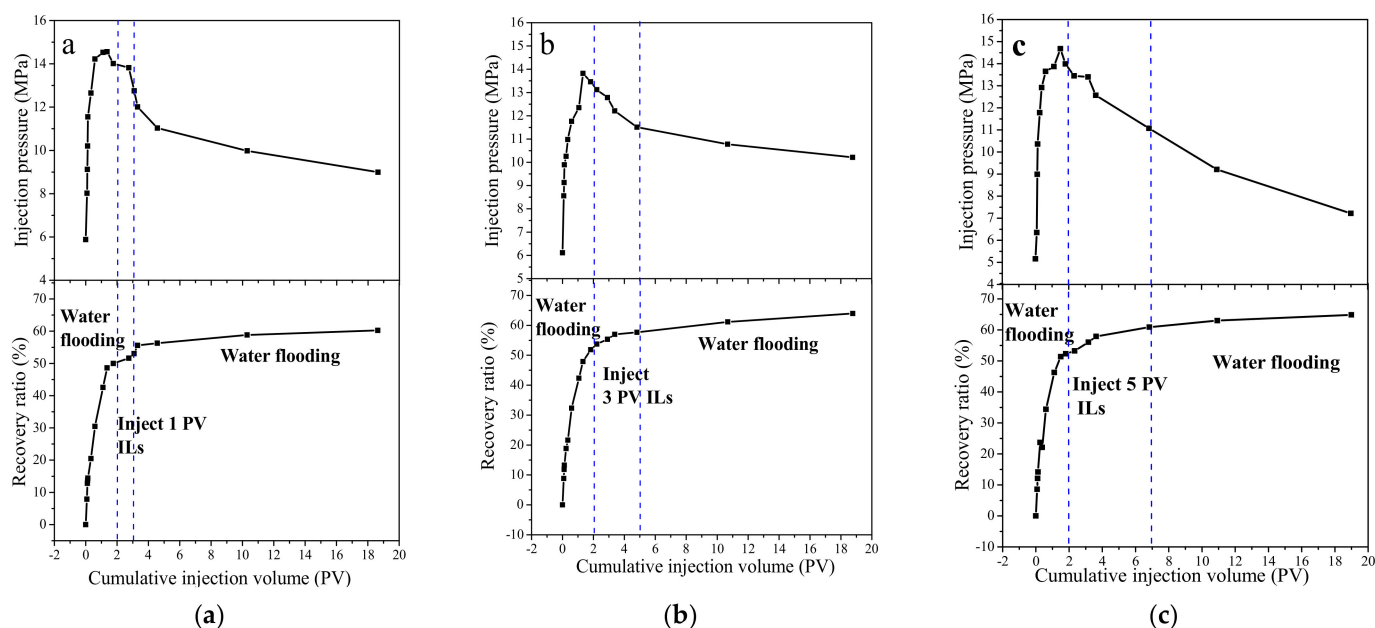 a
Injection pressure (MPa)
16
14
12
10
8
6
4
Recovery ratio (%)
70
60
50
40
30
20
10
0
Water
flooding
Water flooding
Inject 1 PV
ILs
-2 0 2 4 6 8 10 12 14 16 18 20
Cumulative injection volume (PV)
(a)
b
Injection pressure (MPa)
16
15
14
13
12
11
10
9
8
7
6
5
Recovery ratio (%)
70
60
50
40
30
20
10
0
-10
Water
flooding
Water flooding
Inject
3 PV ILs
-2 0 2 4 6 8 10 12 14 16 18 20
Cumulative injection volume (PV)
(b)
c
Injection pressure (MPa)
16
15
14
13
12
11
10
9
8
7
6
5
4
Recovery ratio (%)
70
60
50
40
30
20
10
0
-10
Water
flooding
Water flooding
Inject 5 PV
ILs
-2 0 2 4 6 8 10 12 14 16 18 20
Cumulative injection volume (PV)
(c)